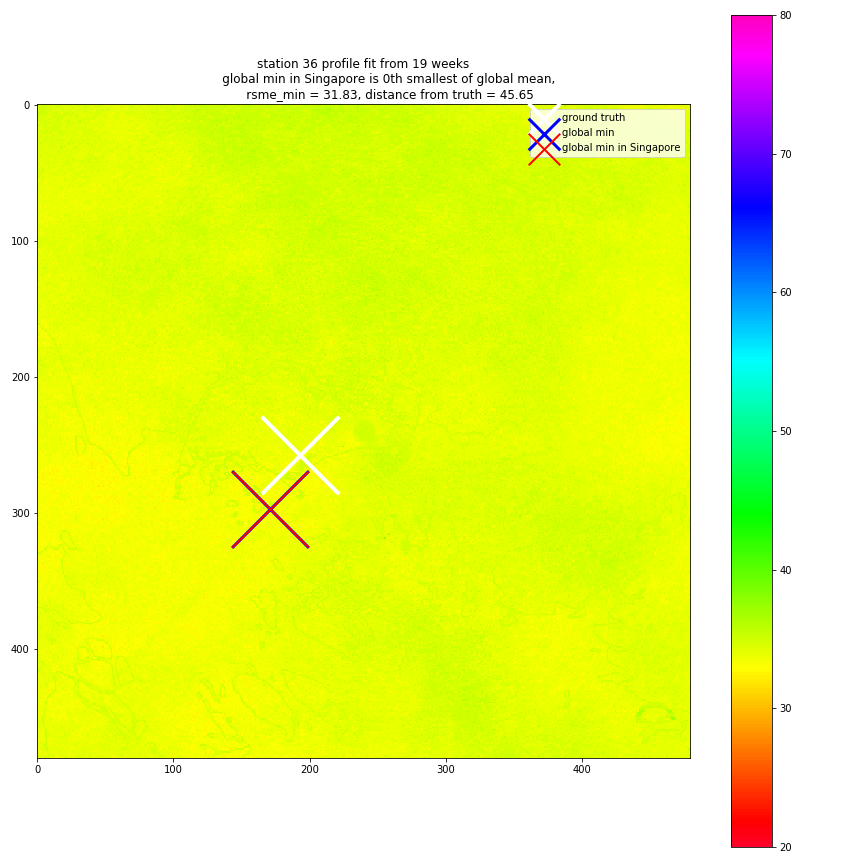 station 36 profile fit from 19 weeks
global min in Singapore is 0th smallest of global mean,
rsme_min = 31.83, distance from truth = 45.65
ground truth
global min
global min in Singapore
0
100
200
300
400
0
100
200
300
400
80
70
60
50
40
30
20